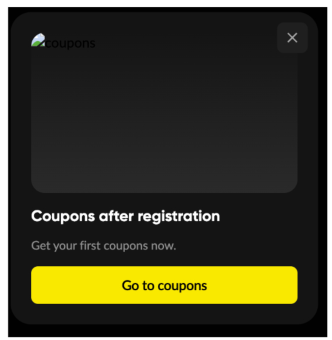 coupons
Coupons after registration
Get your first coupons now.
Go to coupons